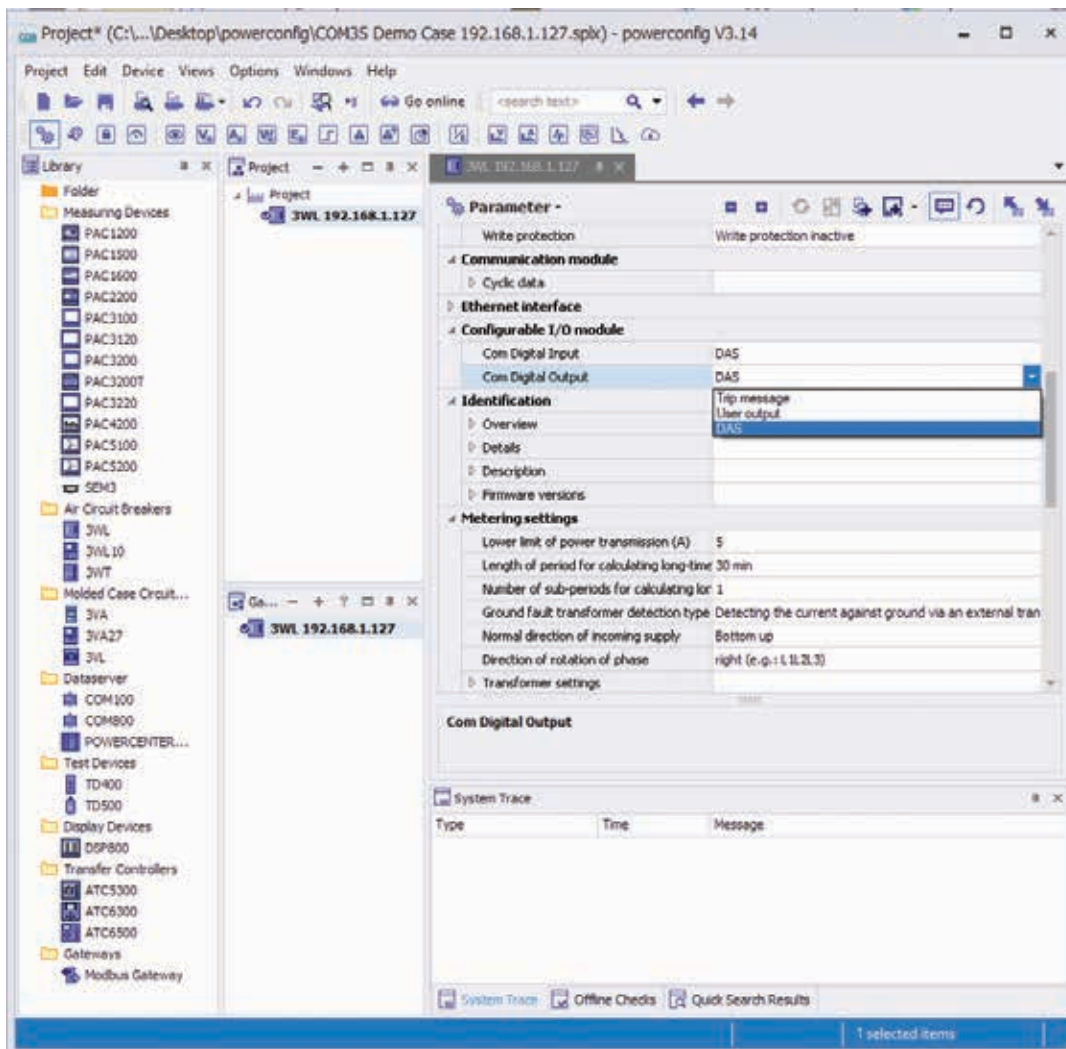 Project* (C:\...\Desktop\powerconfig\COM3S Demo Case 192.168.1.127.splx) - powerconfig V3.14
Project Edit Device Views Options Windows Help
Go online <search text>
Library
Folder
Measuring Devices
PAC1200
PAC1500
PAC1600
PAC2200
PAC3100
PAC3120
PAC3200
PAC3200T
PAC3220
PAC4200
PAC5100
PAC5200
SEM3
Air Circuit Breakers
3WL
3WL10
3WT
Molded Case Circuit...
3VA
3VA27
3VL
Dataserver
COM100
COM800
POWERCENTER...
Test Devices
TD400
TD500
Display Devices
DSP800
Transfer Controllers
ATC5300
ATC6300
ATC6500
Gateways
Modbus Gateway
Project
Project
3WL 192.168.1.127
Ga...
3WL 192.168.1.127
3WL 192.168.1.127
Parameter
Write protection Write protection inactive
Communication module
Cyclic data
Ethernet interface
Configurable I/O module
Com Digital Input DAS
Com Digital Output DAS
Trip message
User output
DAS
Identification
Overview
Details
Description
Firmware versions
Metering settings
Lower limit of power transmission (A) 5
Length of period for calculating long-time 30 min
Number of sub-periods for calculating lor 1
Ground fault transformer detection type Detecting the current against ground via an external tran
Normal direction of incoming supply Bottom up
Direction of rotation of phase right (e.g.: L1L2L3)
Transformer settings
Com Digital Output
System Trace
Type Time Message
System Trace Offline Checks Quick Search Results
1 selected items